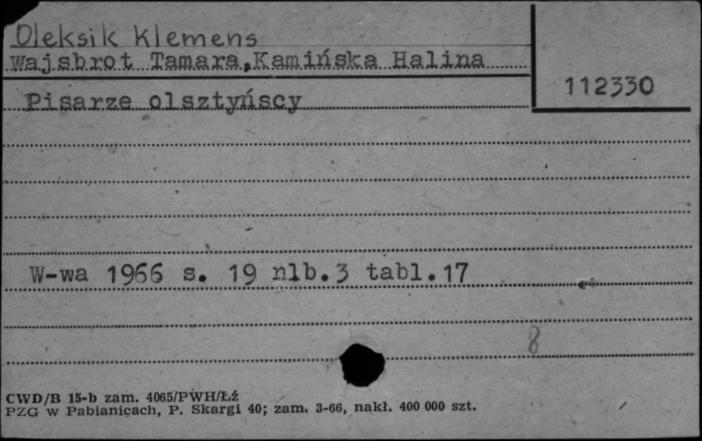 Oleksik Klemens
Wajsbrot Tamara,Kamińska Halina
112330
Pisarze olsztyńscy
W-wa 1966 s. 19 nlb.3 tabl.17
8
CWD/B 15-b zam. 4065/PWH/Łź
PZG w Pabianicach, P. Skargi 40; zam. 3-66, nakł. 400 000 szt.